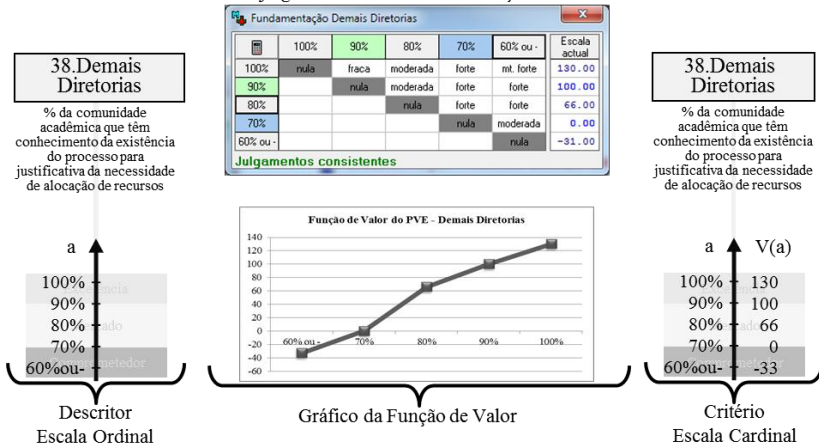 Fundamentação Demais Diretorias
100% 90% 80% 70% 60% ou - Escala actual
100% nula fraca moderada forte mt. forte 130.00
90% nula moderada forte forte 100.00
80% nula forte forte 66.00
70% nula moderada 0.00
60% ou - nula -31.00
Julgamentos consistentes
38.Demais
Diretorias
% da comunidade
acadêmica que têm
conhecimento da existência
do processo para
justificativa da necessidade
de alocação de recursos
a
100%
90%
80%
70%
60%ou-
Descritor
Escala Ordinal
Função de Valor do PVE - Demais Diretorias
140
120
100
80
60
40
20
0
-20
-40
-60
60% ou - 70% 80% 90% 100%
Gráfico da Função de Valor
38.Demais
Diretorias
% da comunidade
acadêmica que têm
conhecimento da existência
do processo para
justificativa da necessidade
de alocação de recursos
a V(a)
100% 130
90% 100
80% 66
70% 0
60%ou- -33
Critério
Escala Cardinal